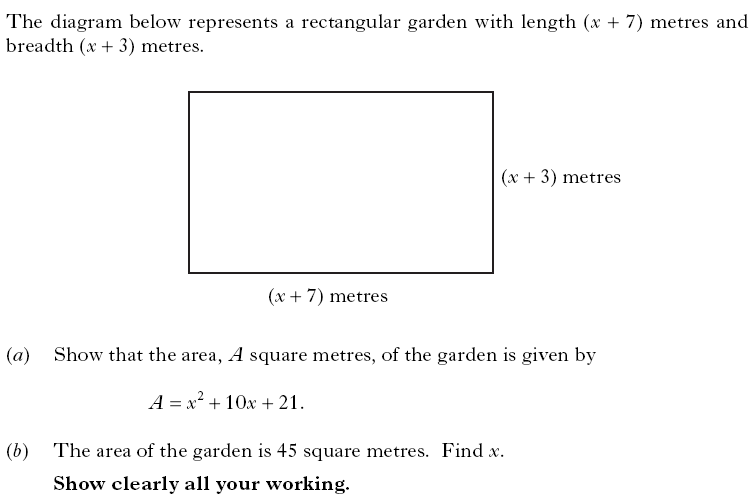 The diagram below represents a rectangular garden with length (x + 7) metres and
breadth (x + 3) metres.
(x + 3) metres
(x + 7) metres
(a) Show that the area, A square metres, of the garden is given by
A = x² + 10x + 21.
(b) The area of the garden is 45 square metres. Find x.
Show clearly all your working.